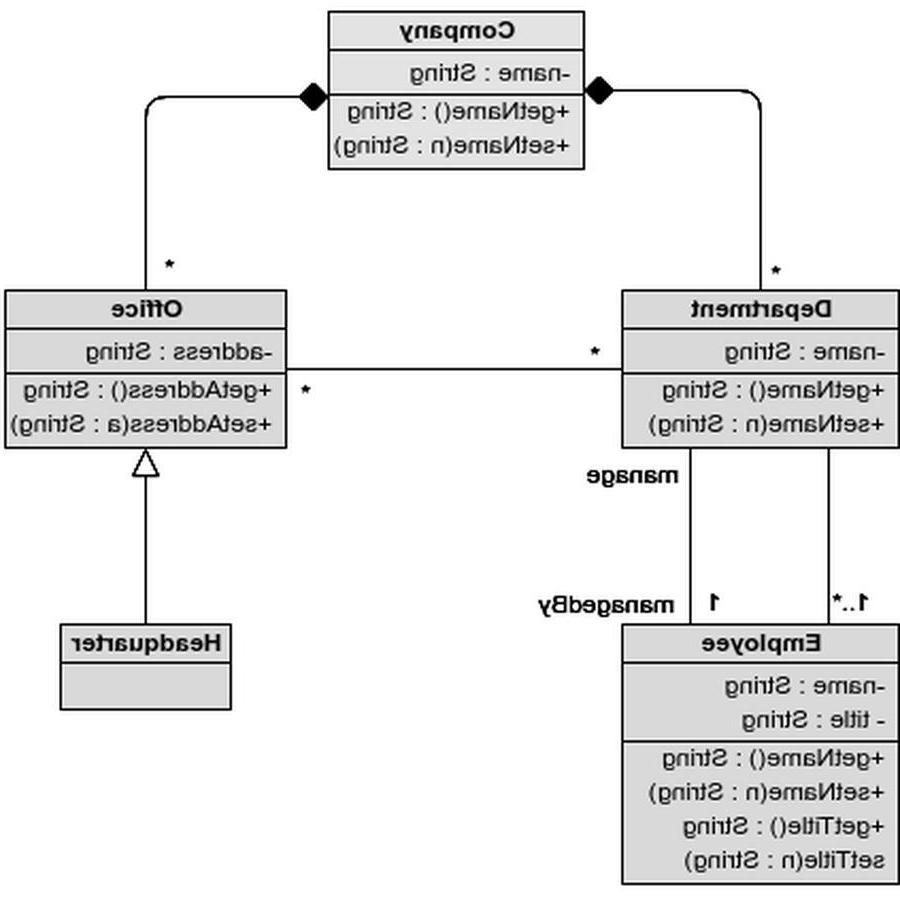 Company
-name : String
+getName() : String
+setName(n : String)
*
*
Office
-address : String
+getAddress() : String
+setAddress(a : String)
*
*
Department
-name : String
+getName() : String
+setName(n : String)
manage
managedBy
1
1..*
Headquarter
Employee
-name : String
- title : String
+getName() : String
+setName(n : String)
+getTitle() : String
setTitle(n : String)